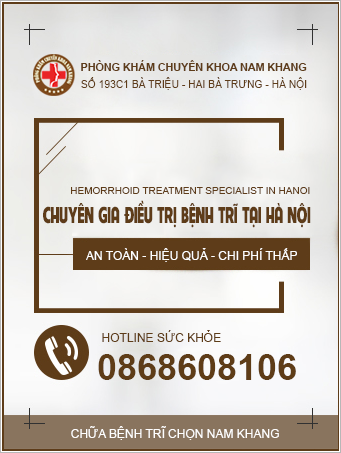 PHÒNG KHÁM CHUYÊN KHOA NAM KHANG
SỐ 193C1 BÀ TRIỆU - HAI BÀ TRƯNG - HÀ NỘI
HEMORRHOID TREATMENT SPECIALIST IN HANOI
CHUYÊN GIA ĐIỀU TRỊ BỆNH TRĨ TẠI HÀ NỘI
AN TOÀN - HIỆU QUẢ - CHI PHÍ THẤP
HOTLINE SỨC KHỎE
0868608106
CHỮA BỆNH TRĨ CHỌN NAM KHANG